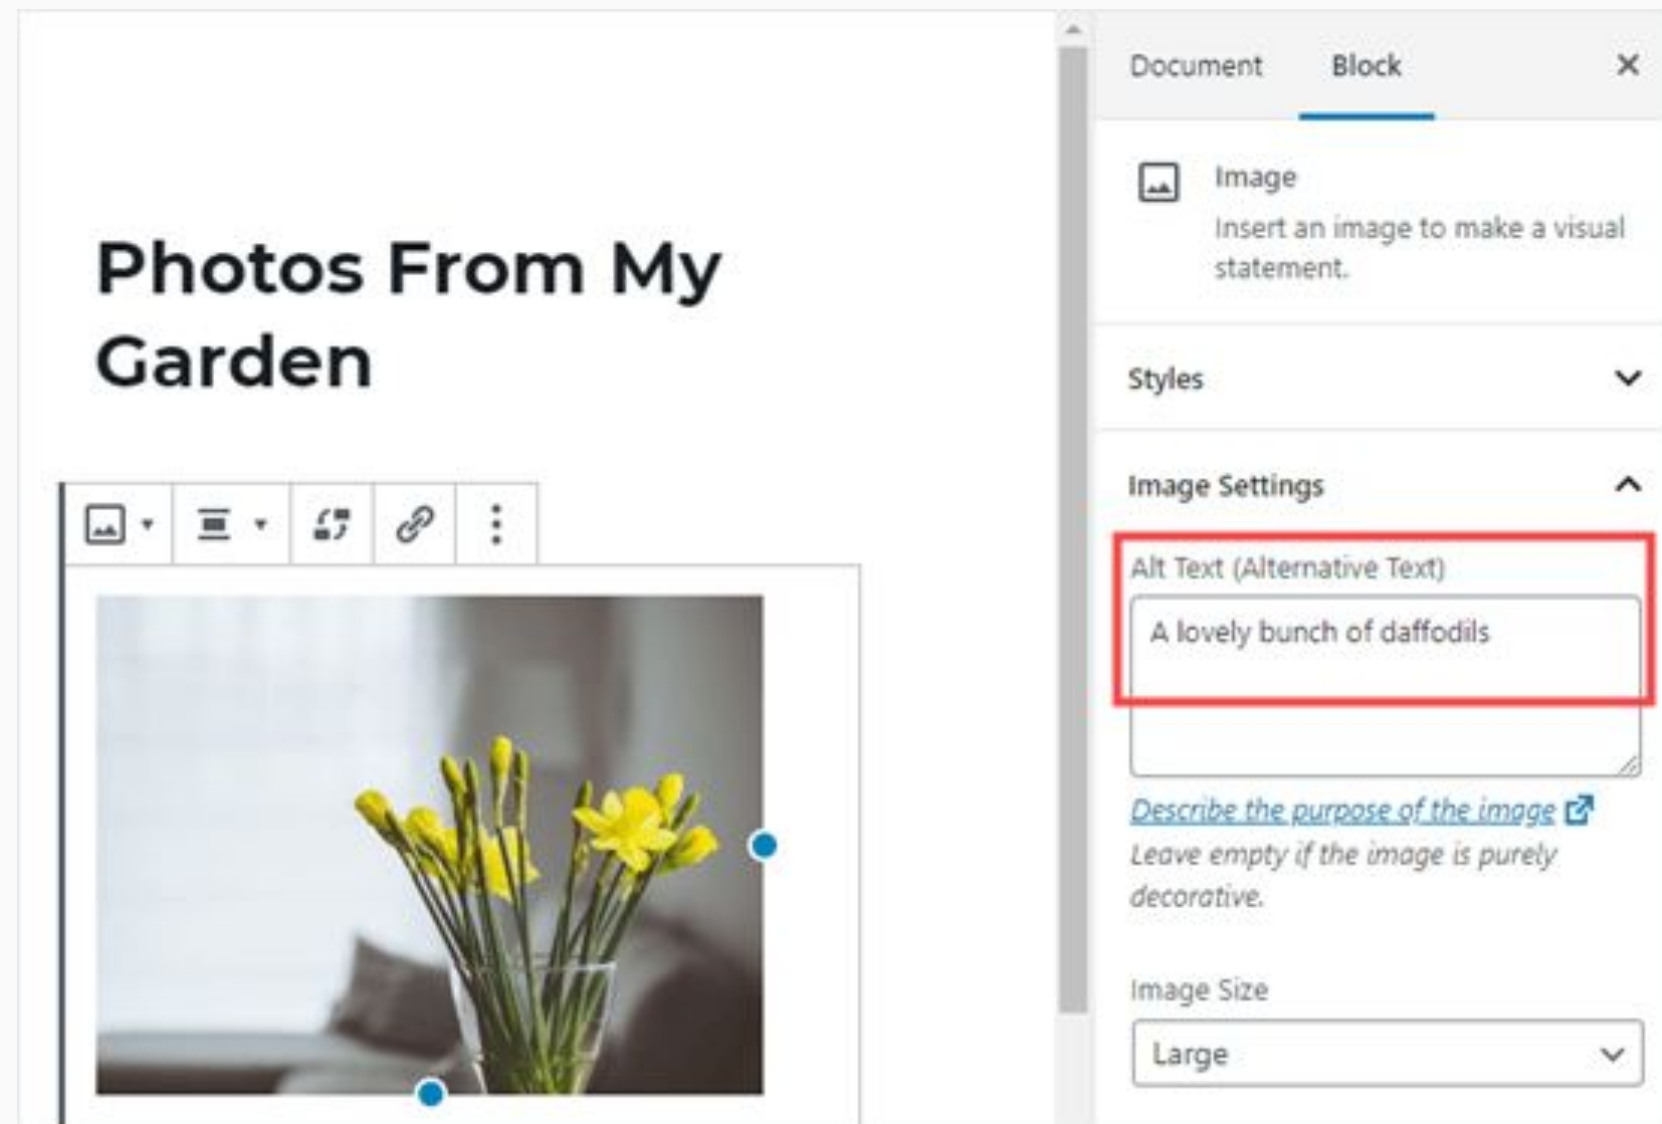 Photos From My
Garden
Document
Block
Image
Insert an image to make a visual
statement.
Styles
Image Settings
Alt Text (Alternative Text)
A lovely bunch of daffodils
Describe the purpose of the image
Leave empty if the image is purely
decorative.
Image Size
Large